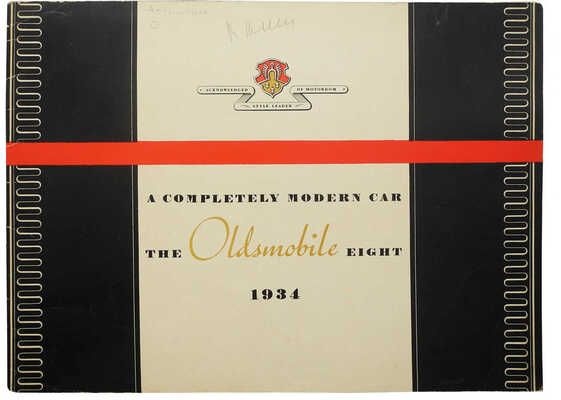 ACKNOWLEDGED OF MOTORDOM
STYLE LEADER
A COMPLETELY MODERN CAR
THE Oldsmobile EIGHT
1934